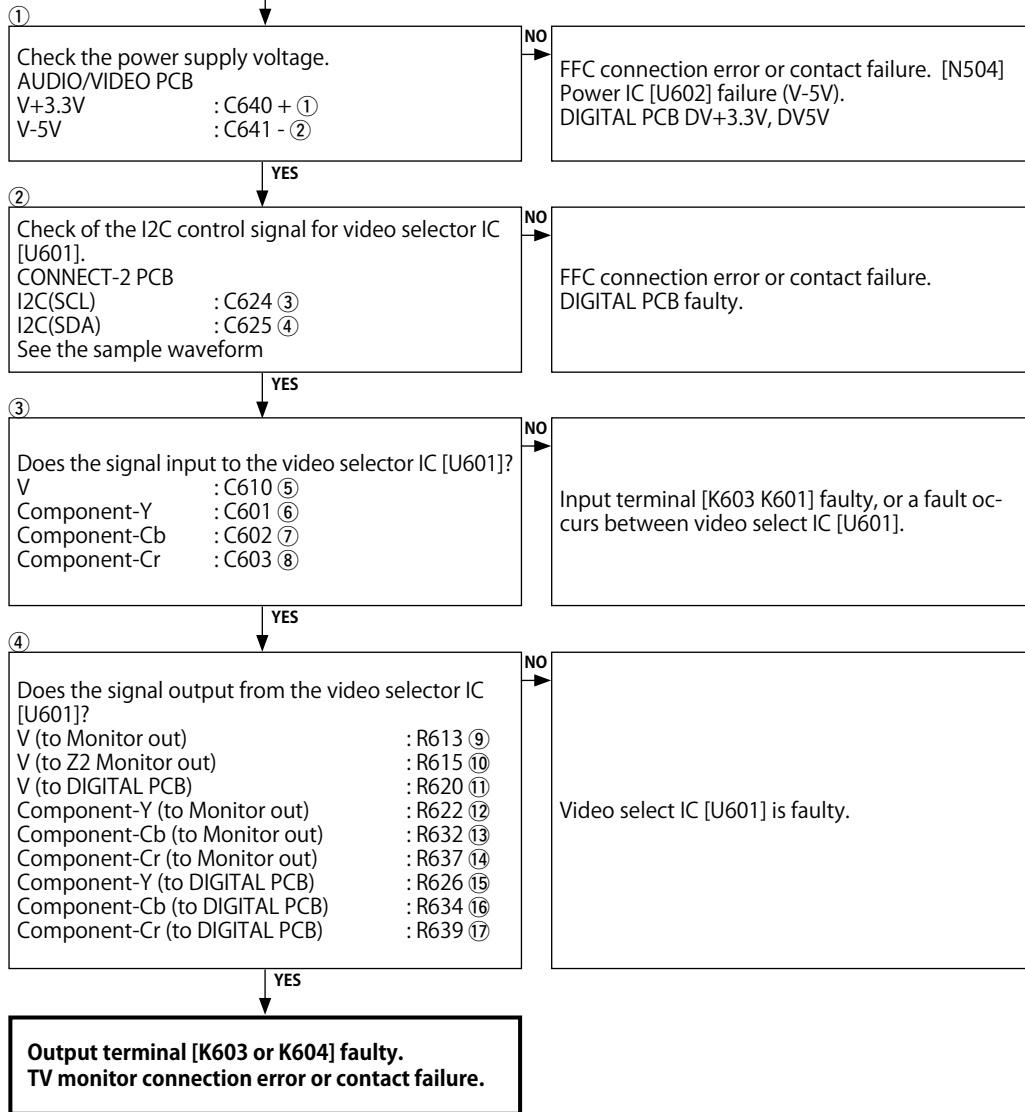 ①
Check the power supply voltage.
AUDIO/VIDEO PCB
V+3.3V : C640 + ①
V-5V : C641 - ②
NO
FFC connection error or contact failure. [N504]
Power IC [U602] failure (V-5V).
DIGITAL PCB DV+3.3V, DV5V
YES
②
Check of the I2C control signal for video selector IC
[U601].
CONNECT-2 PCB
I2C(SCL) : C624 ③
I2C(SDA) : C625 ④
See the sample waveform
NO
FFC connection error or contact failure.
DIGITAL PCB faulty.
YES
③
Does the signal input to the video selector IC [U601]?
V : C610 ⑤
Component-Y : C601 ⑥
Component-Cb : C602 ⑦
Component-Cr : C603 ⑧
NO
Input terminal [K603 K601] faulty, or a fault oc-
curs between video select IC [U601].
YES
④
Does the signal output from the video selector IC
[U601]?
V (to Monitor out) : R613 ⑨
V (to Z2 Monitor out) : R615 ⑩
V (to DIGITAL PCB) : R620 ⑪
Component-Y (to Monitor out) : R622 ⑫
Component-Cb (to Monitor out) : R632 ⑬
Component-Cr (to Monitor out) : R637 ⑭
Component-Y (to DIGITAL PCB) : R626 ⑮
Component-Cb (to DIGITAL PCB) : R634 ⑯
Component-Cr (to DIGITAL PCB) : R639 ⑰
NO
Video select IC [U601] is faulty.
YES
Output terminal [K603 or K604] faulty.
TV monitor connection error or contact failure.